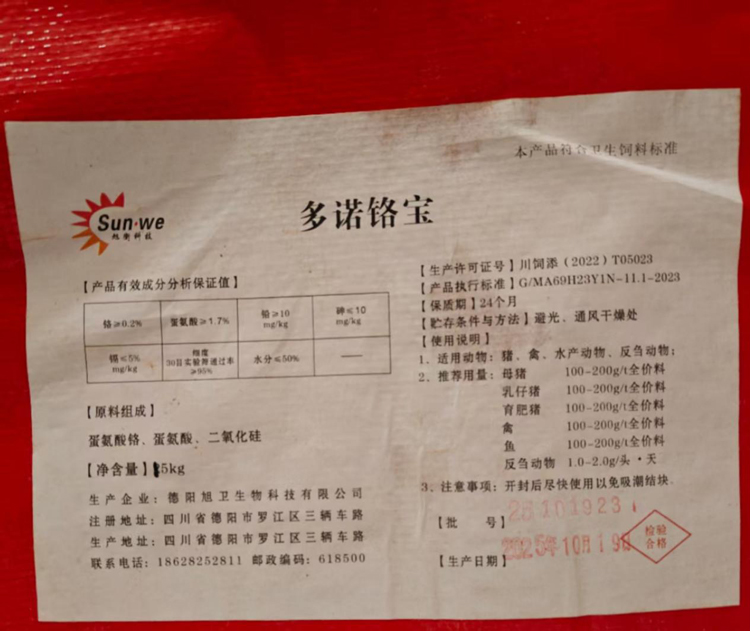 本产品符合卫生饲料标准
Sun·we
旭卫科技
多诺铬宝
【产品有效成分分析保证值】
铬≥0.2%
蛋氨酸≥1.7%
铅≥10 mg/kg
砷≤10 mg/kg
镉≤5% mg/kg
细度
30目实验筛通过率
≥95%
水分≤50%
——
【原料组成】
蛋氨酸铬、蛋氨酸、二氧化硅
【净含量】 5kg
生产企业：德阳旭卫生物科技有限公司
注册地址：四川省德阳市罗江区三辆车路
生产地址：四川省德阳市罗江区三辆车路
联系电话：18628252811 邮政编码：618500
【生产许可证号】川饲添（2022）T05023
【产品执行标准】G/MA69H23Y1N-11.1-2023
【保质期】24个月
【贮存条件与方法】避光、通风干燥处
【使用说明】
1、适用动物：猪、禽、水产动物、反刍动物；
2、推荐用量：母猪 100-200g/t全价料
乳仔猪 100-200g/t全价料
育肥猪 100-200g/t全价料
禽 100-200g/t全价料
鱼 100-200g/t全价料
反刍动物 1.0-2.0g/头·天
3、注意事项：开封后尽快使用以免吸潮结块.
【批 号】
【生产日期】2025年10月19日
检验
合格